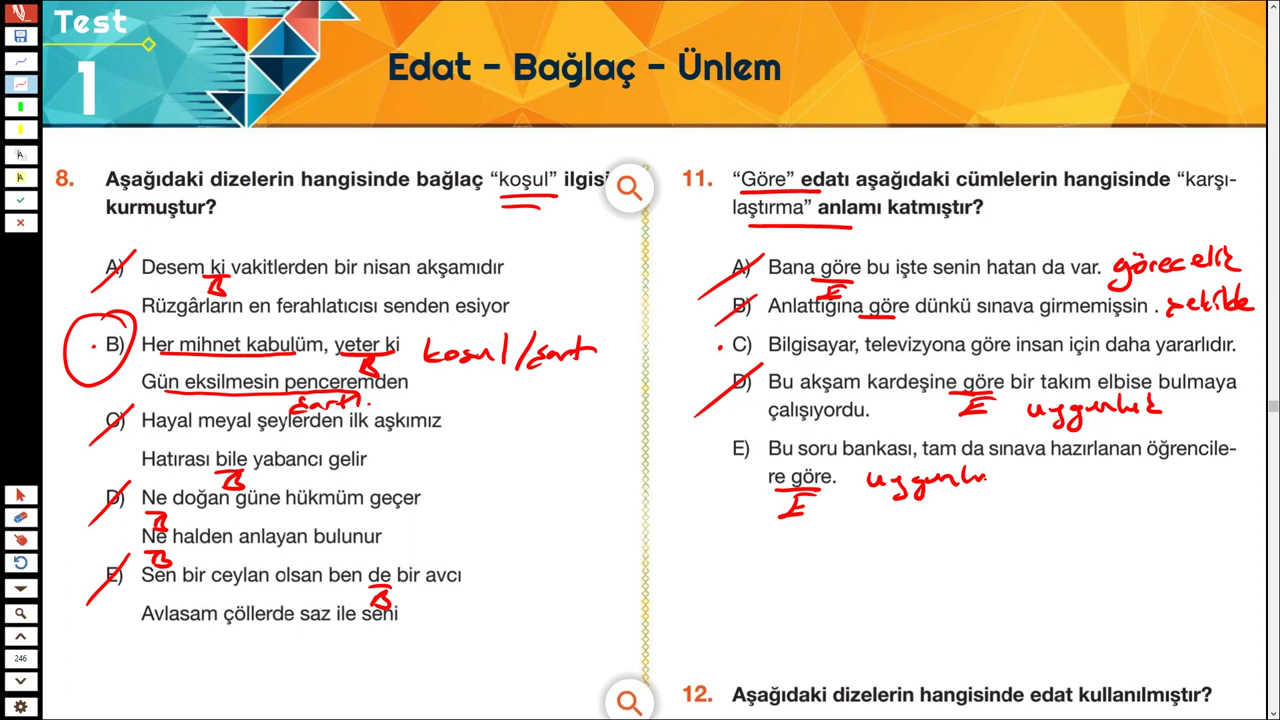 Test
1
Edat - Bağlaç - Ünlem
8. Aşağıdaki dizelerin hangisinde bağlaç “koşul” ilgisi
kurmuştur?
A) Desem ki vakitlerden bir nisan akşamıdır
B
Rüzgârların en ferahlatıcısı senden esiyor
B) Her mihnet kabulüm, yeter ki koşul/şart
B
Gün eksilmesin penceremden
şart.
C) Hayal meyal şeylerden ilk aşkımız
Hatırası bile yabancı gelir
B
D) Ne doğan güne hükmüm geçer
B
Ne halden anlayan bulunur
B
E) Sen bir ceylan olsan ben de bir avcı
B
Avlasam çöllerde saz ile seni
11. “Göre” edatı aşağıdaki cümlelerin hangisinde “karşı-
laştırma” anlamı katmıştır?
A) Bana göre bu işte senin hatan da var. görecelik
E
B) Anlattığına göre dünkü sınava girmemişsin . şekilde
C) Bilgisayar, televizyona göre insan için daha yararlıdır.
D) Bu akşam kardeşine göre bir takım elbise bulmaya
E uygunluk
çalışıyordu.
E) Bu soru bankası, tam da sınava hazırlanan öğrencile-
re göre.
E
12. Aşağıdaki dizelerin hangisinde edat kullanılmıştır?
246